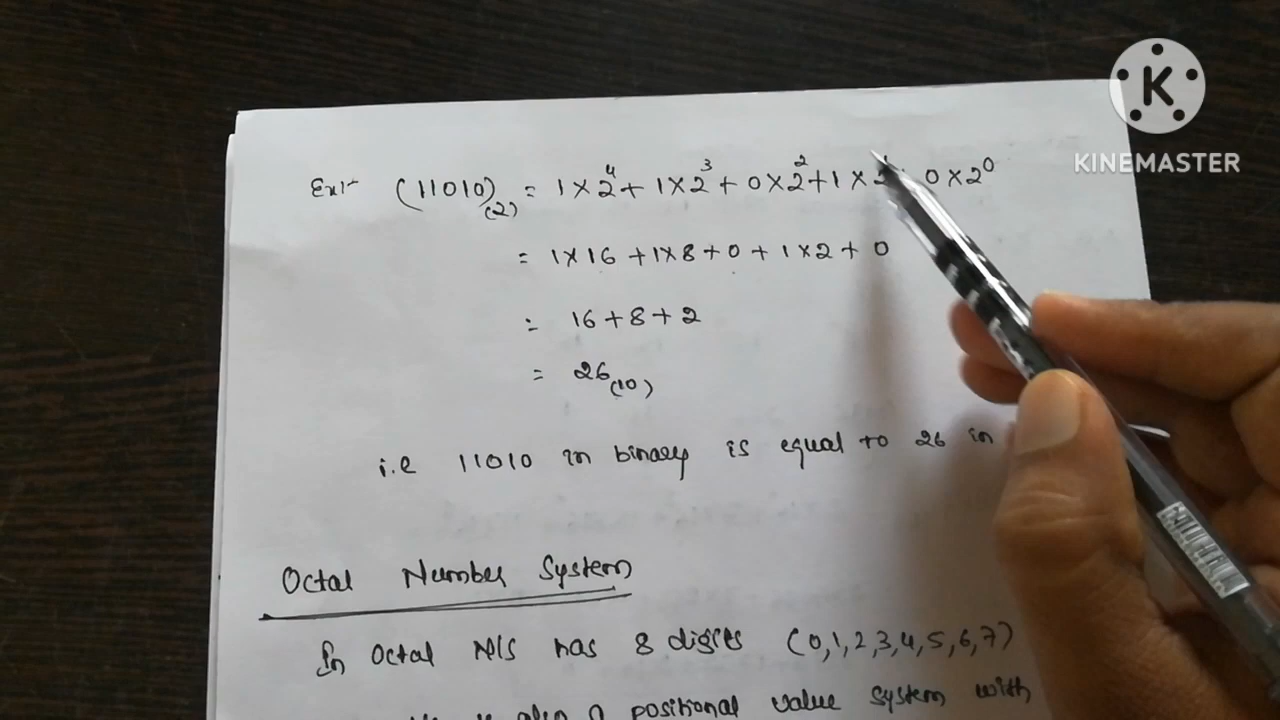 K
KINEMASTER
Ex:- (11010)₍₂₎ = 1×2⁴ + 1×2³ + 0×2² + 1× 0×2⁰
= 1×16 + 1×8 + 0 + 1×2 + 0
= 16 + 8 + 2
= 26₍₁₀₎
i.e 11010 in binary is equal to 26 in
Octal Number System
In Octal N/S has 8 digits (0,1,2,3,4,5,6,7)
is also a positional value system with